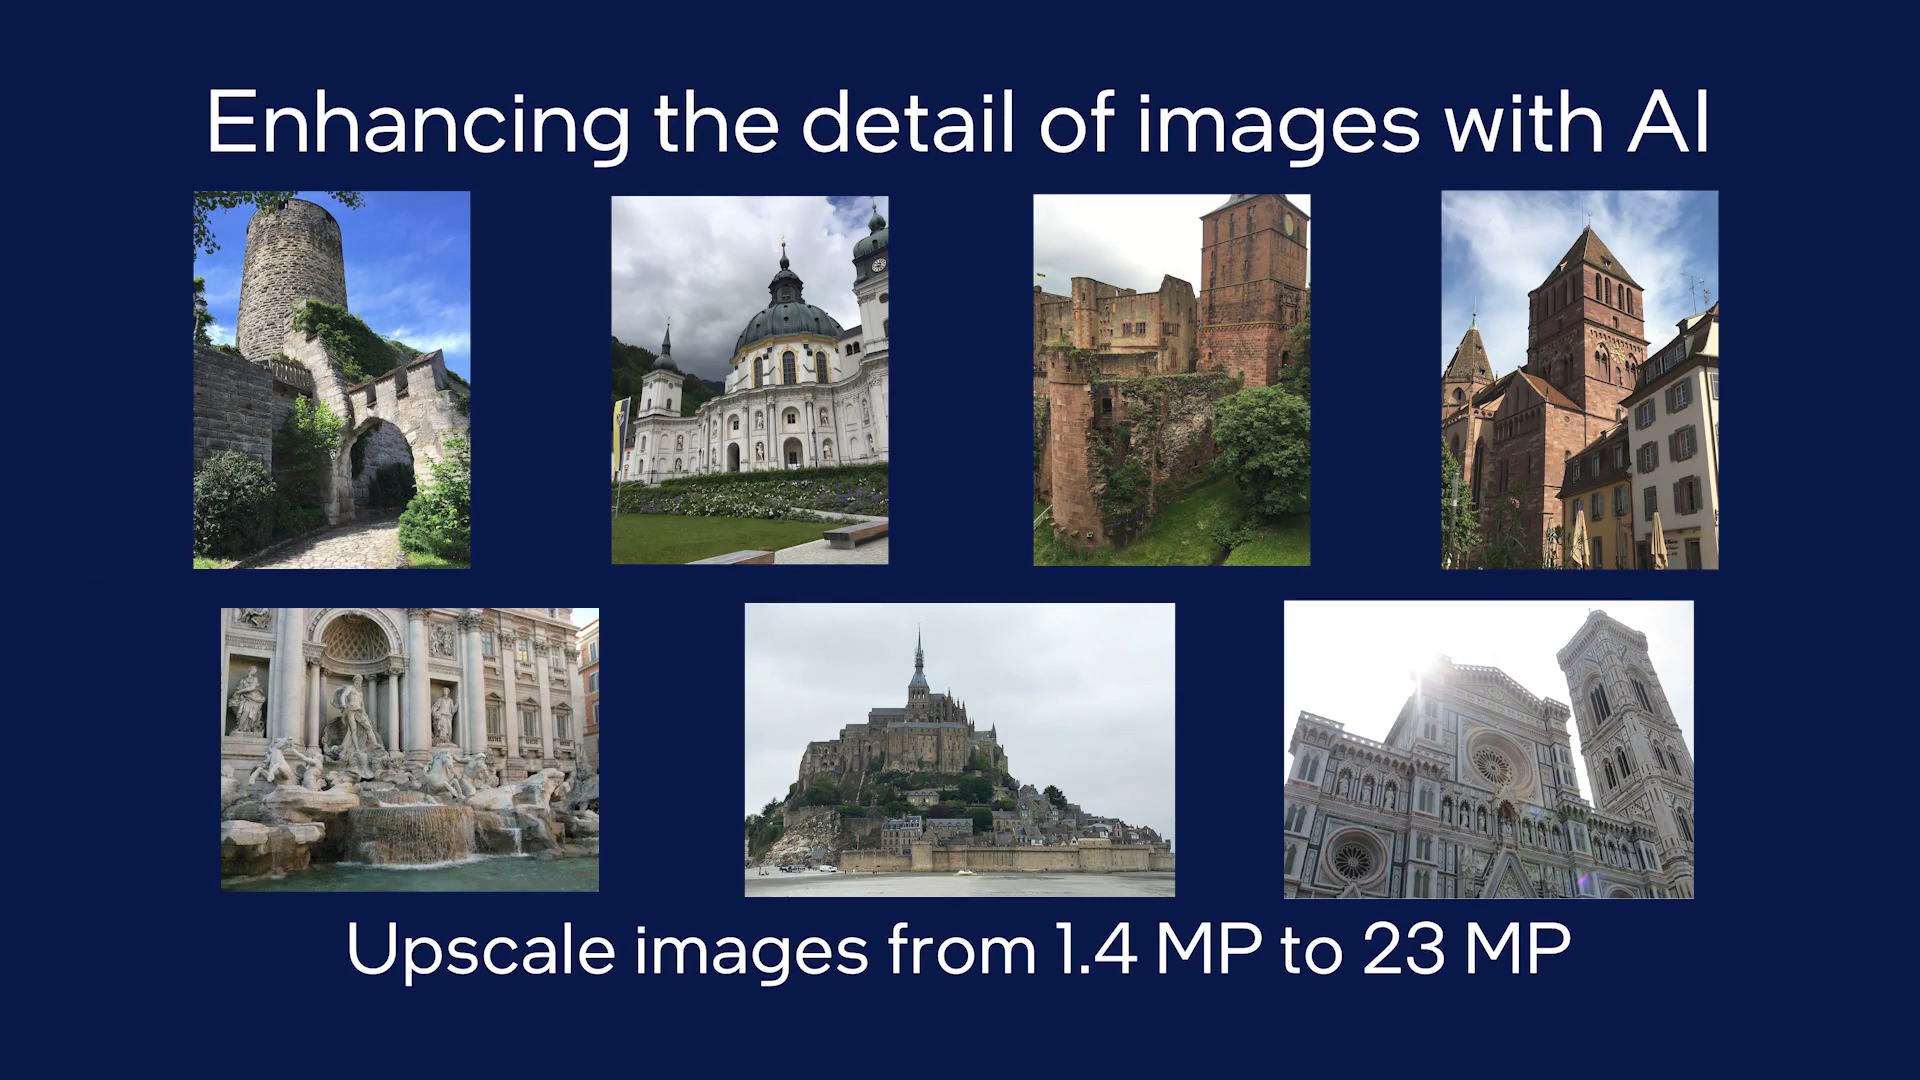 Enhancing the detail of images with AI
Upscale images from 1.4 MP to 23 MP